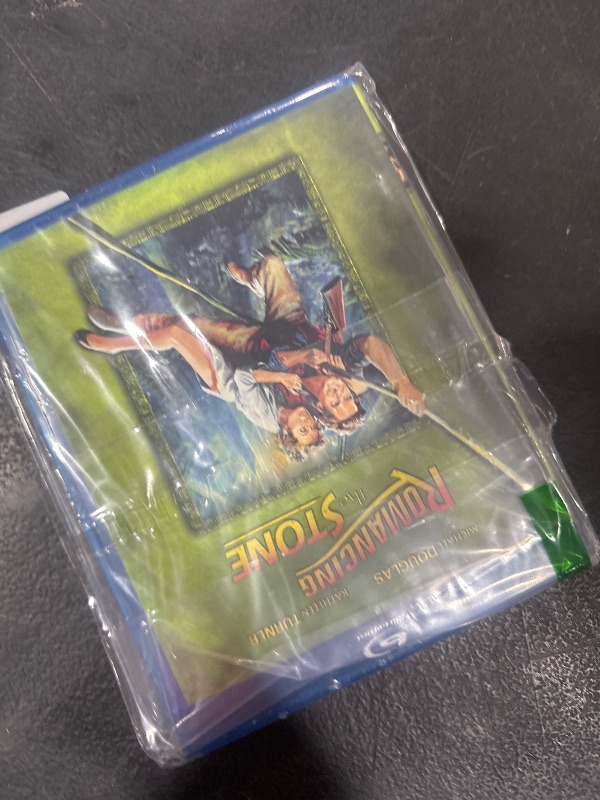 MICHAEL DOUGLAS
KATHLEEN TURNER
ROMANCING
the STONE